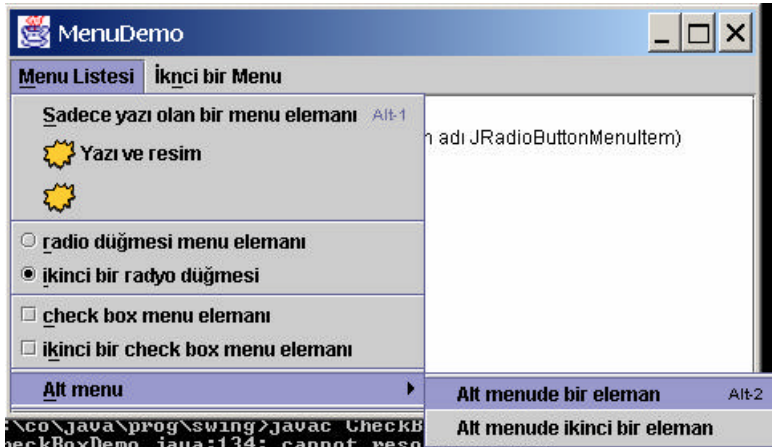 MenuDemo
Menu Listesi İknci bir Menu
Sadece yazı olan bir menu elemanı Alt-1
adı JRadioButtonMenuItem)
Yazı ve resim
radio düğmesi menu elemanı
ikinci bir radyo düğmesi
check box menu elemanı
ikinci bir check box menu elemanı
Alt menu
Alt menude bir eleman Alt-2
Alt menude ikinci bir eleman
:\co\java\prog\swing>javac CheckB
heckBoxDemo.java:134: cannot reso